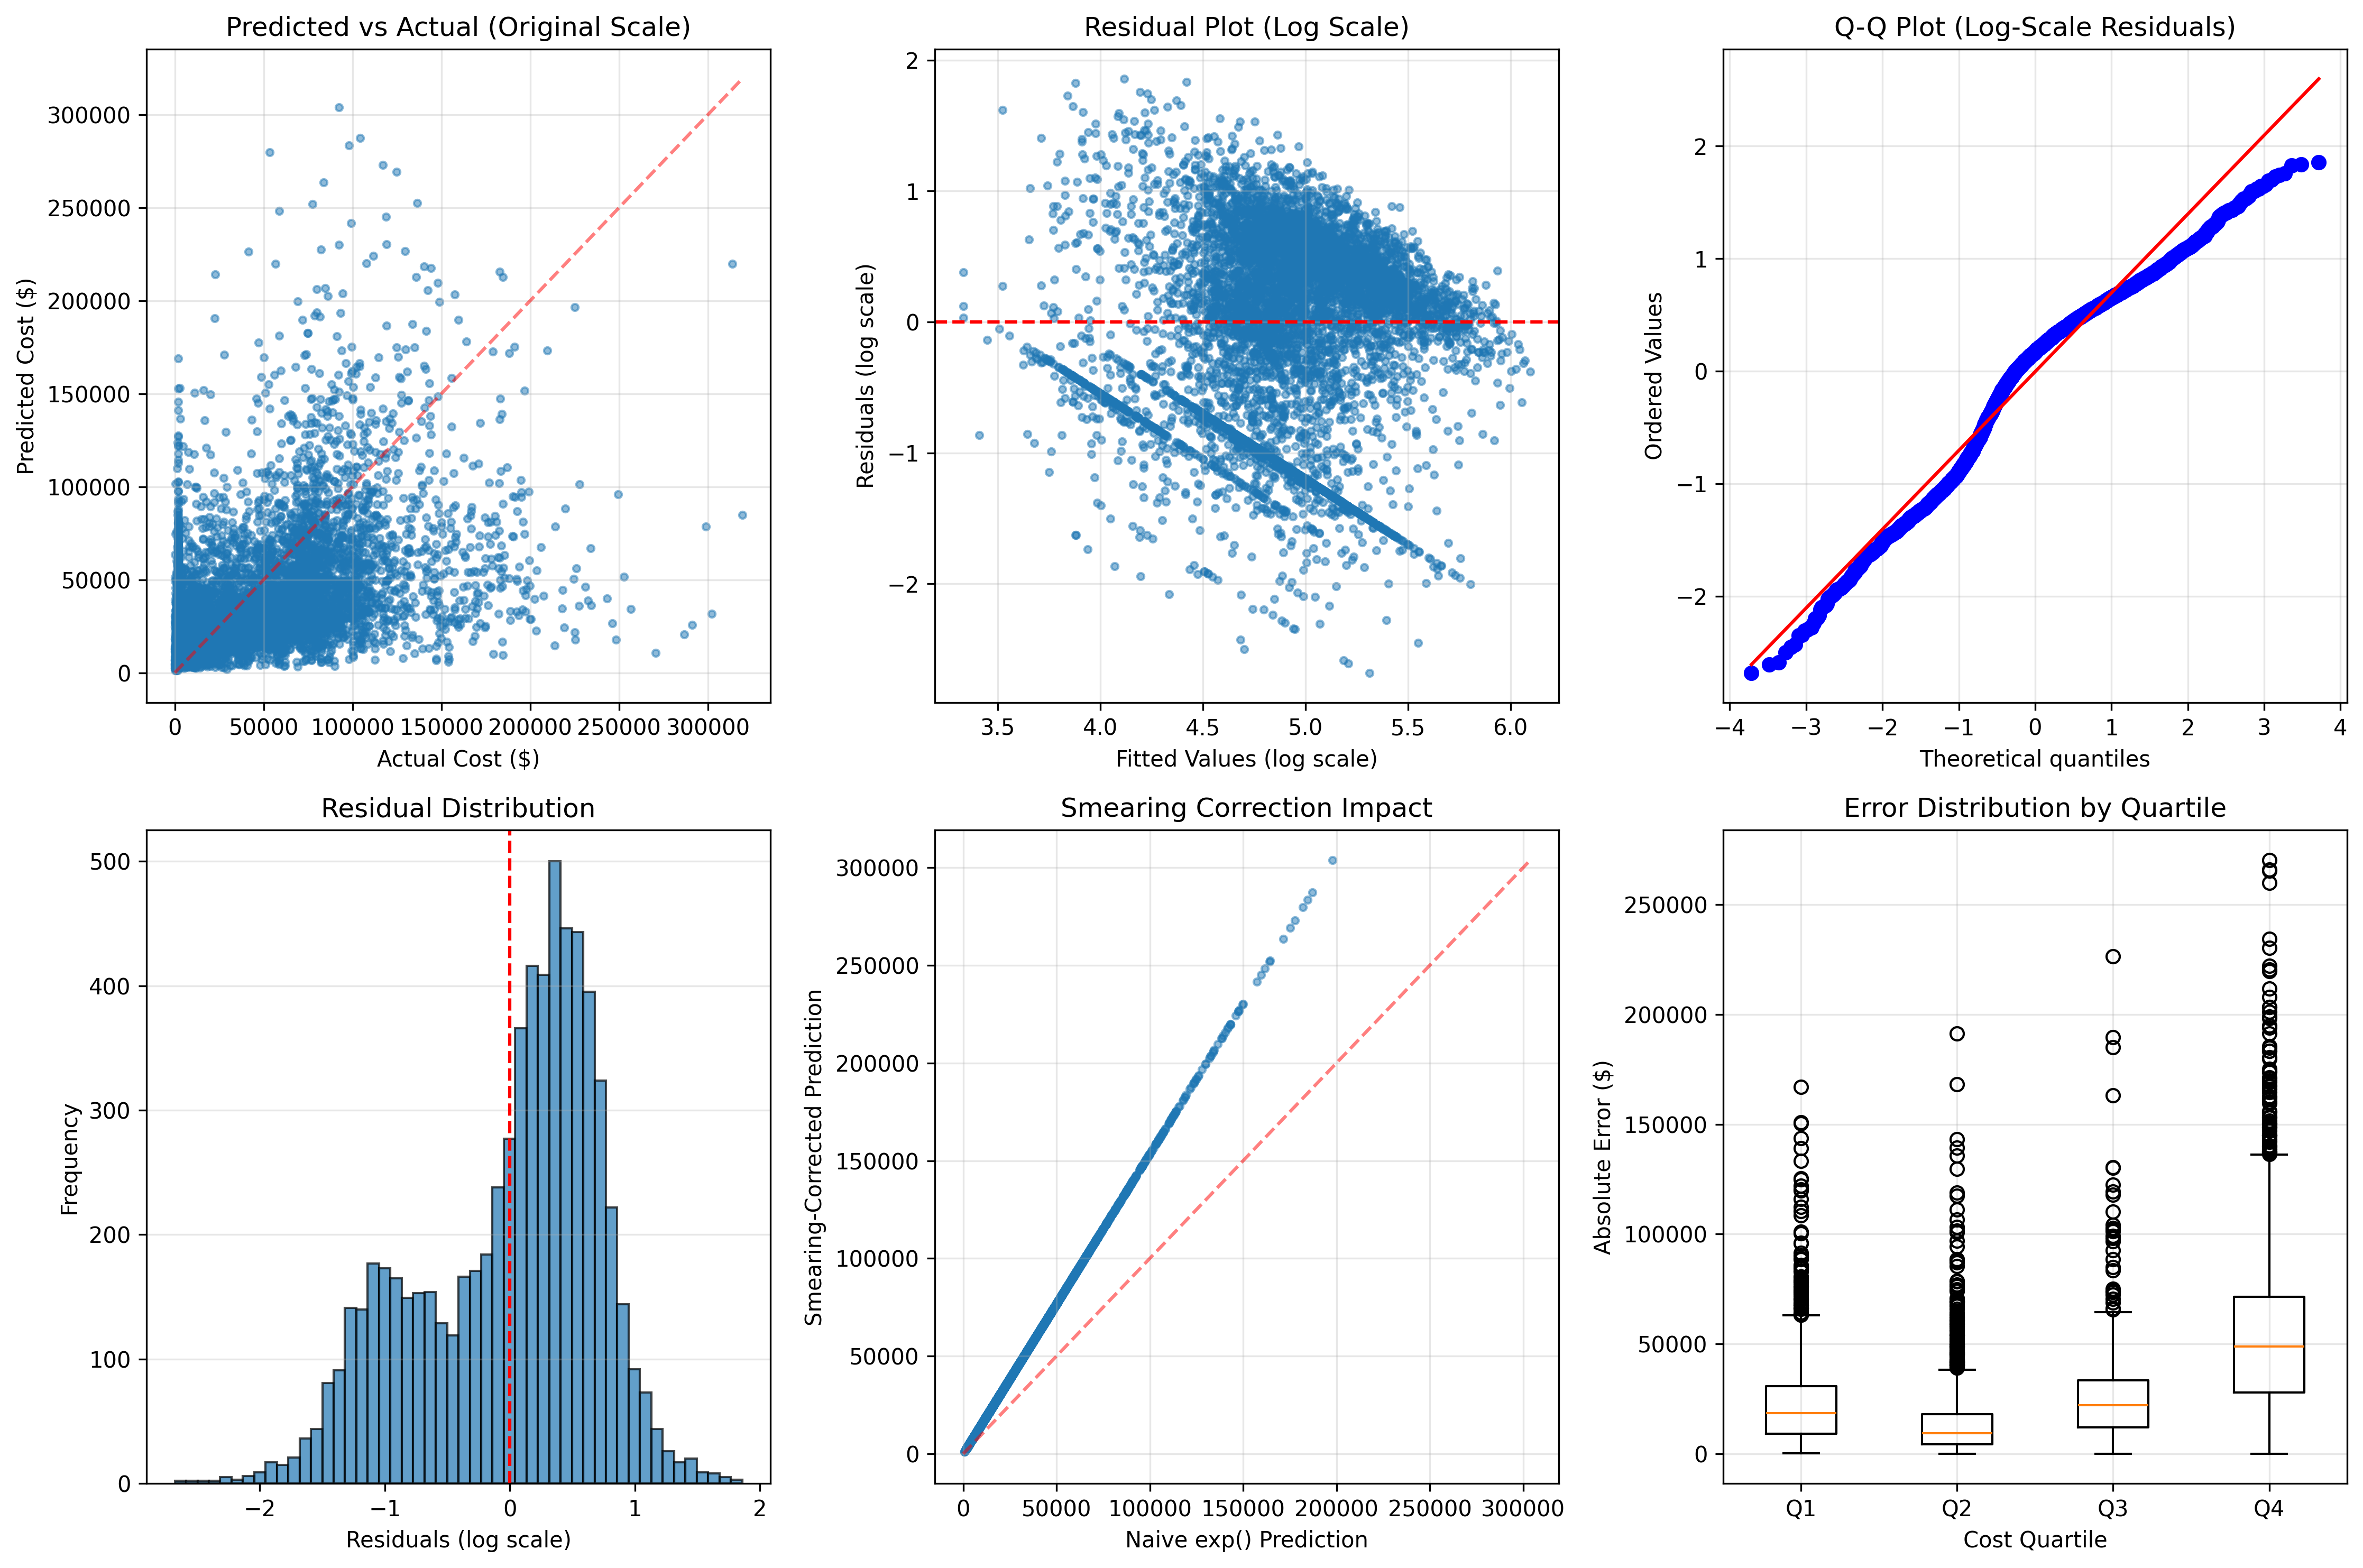 Predicted vs Actual (Original Scale)
Predicted Cost ($)
300000
250000
200000
150000
100000
50000
0
0 50000 100000 150000 200000 250000 300000
Actual Cost ($)
Residual Plot (Log Scale)
Residuals (log scale)
2
1
0
−1
−2
3.5 4.0 4.5 5.0 5.5 6.0
Fitted Values (log scale)
Q-Q Plot (Log-Scale Residuals)
Ordered Values
2
1
0
−1
−2
−4 −3 −2 −1 0 1 2 3 4
Theoretical quantiles
Residual Distribution
Frequency
500
400
300
200
100
0
−2 −1 0 1 2
Residuals (log scale)
Smearing Correction Impact
Smearing-Corrected Prediction
300000
250000
200000
150000
100000
50000
0
0 50000 100000 150000 200000 250000 300000
Naive exp() Prediction
Error Distribution by Quartile
Absolute Error ($)
250000
200000
150000
100000
50000
0
Q1 Q2 Q3 Q4
Cost Quartile